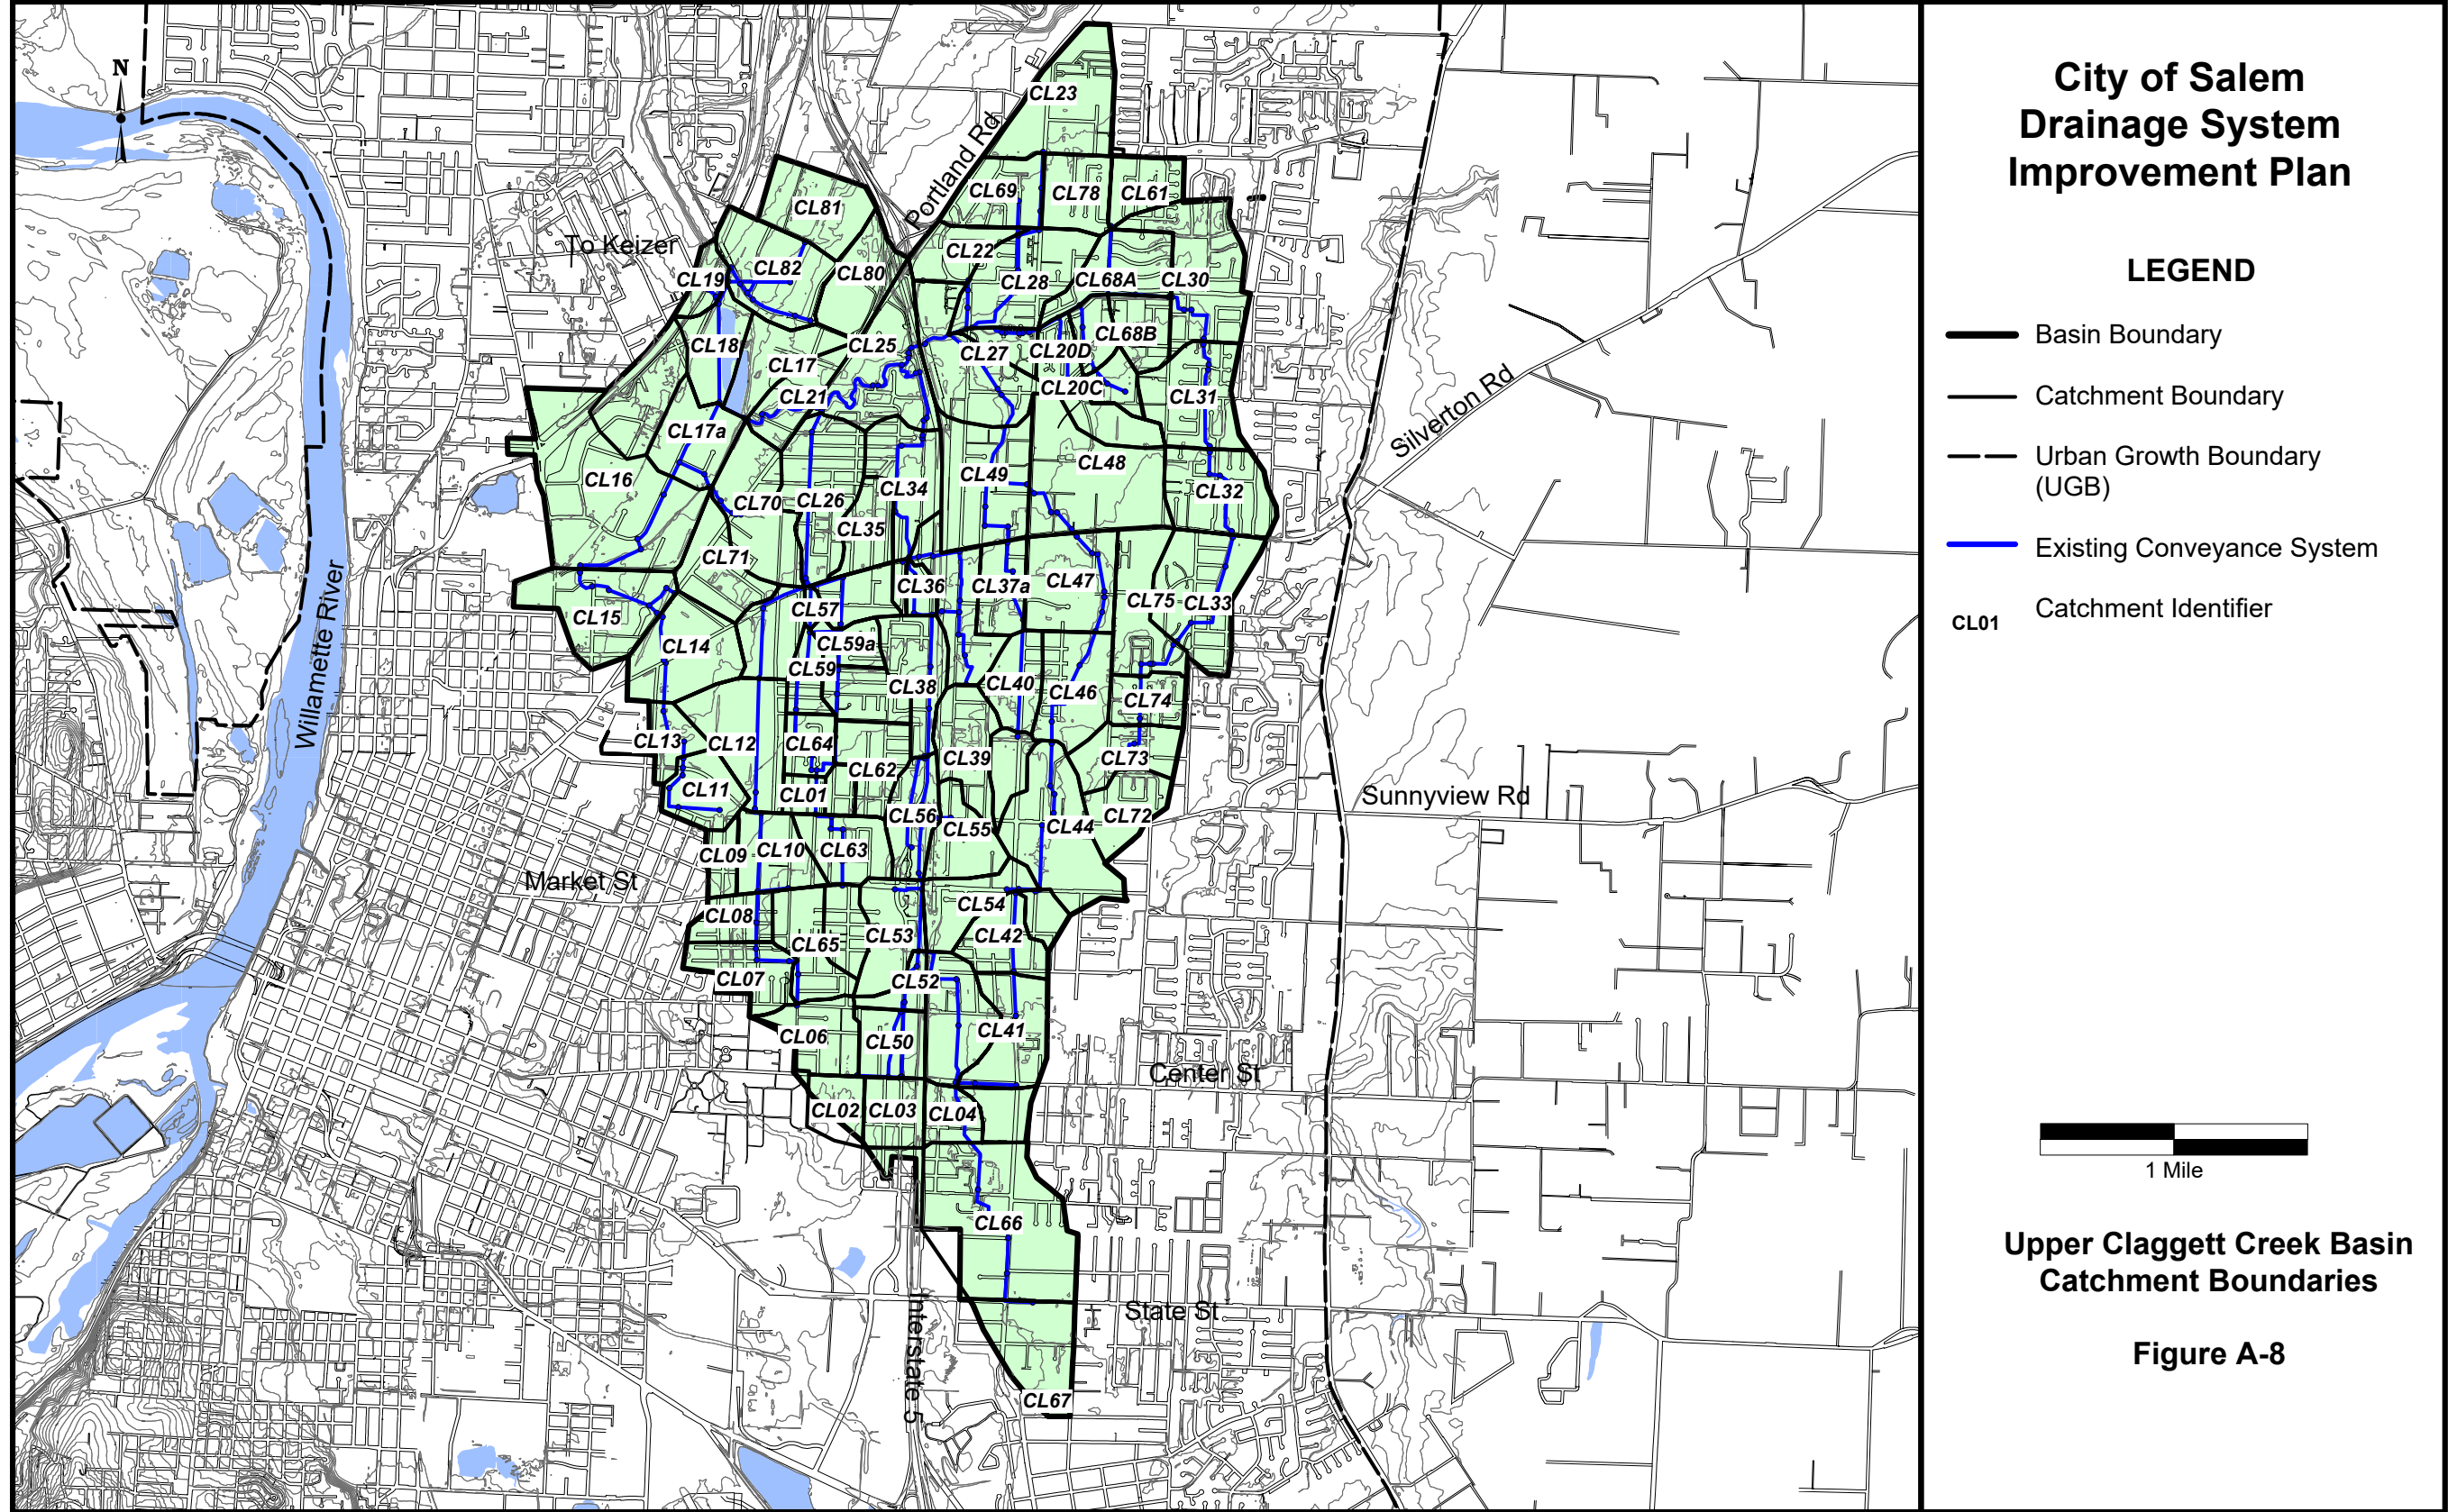 City of Salem
Drainage System
Improvement Plan
LEGEND
Basin Boundary
Catchment Boundary
Urban Growth Boundary
(UGB)
Existing Conveyance System
CL01
Catchment Identifier
1 Mile
Upper Claggett Creek Basin
Catchment Boundaries
Figure A-8
N
To Keizer
Portland Rd
Silverton Rd
Willamette River
Sunnyview Rd
Market St
Center St
State St
Interstate 5
CL23
CL69
CL78
CL61
CL81
CL22
CL82
CL80
CL19
CL28
CL68A
CL30
CL18
CL25
CL17
CL27
CL20D
CL68B
CL20C
CL21
CL31
CL17a
CL16
CL48
CL49
CL34
CL32
CL70
CL26
CL35
CL71
CL36
CL37a
CL47
CL75
CL33
CL57
CL15
CL14
CL59a
CL59
CL38
CL40
CL46
CL74
CL13
CL12
CL64
CL39
CL73
CL62
CL11
CL01
CL56
CL55
CL44
CL72
CL09
CL10
CL63
CL08
CL54
CL65
CL53
CL42
CL07
CL52
CL06
CL50
CL41
CL02
CL03
CL04
CL66
CL67